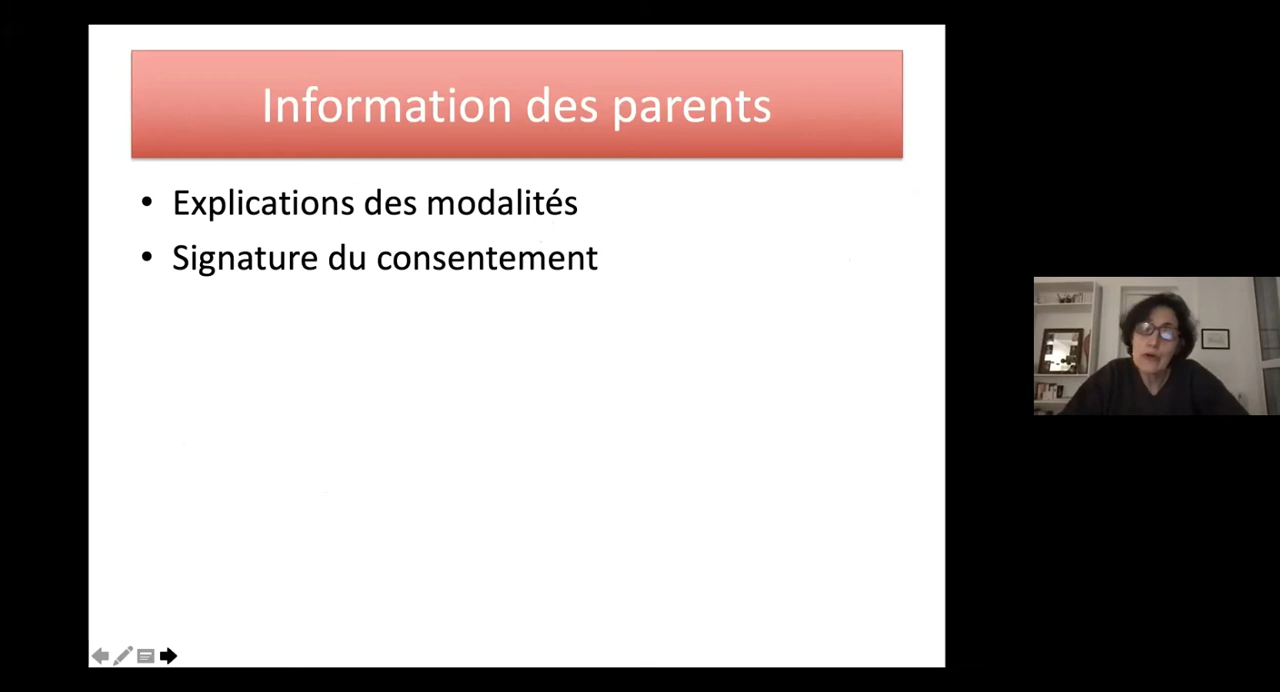 Information des parents
• Explications des modalités
• Signature du consentement